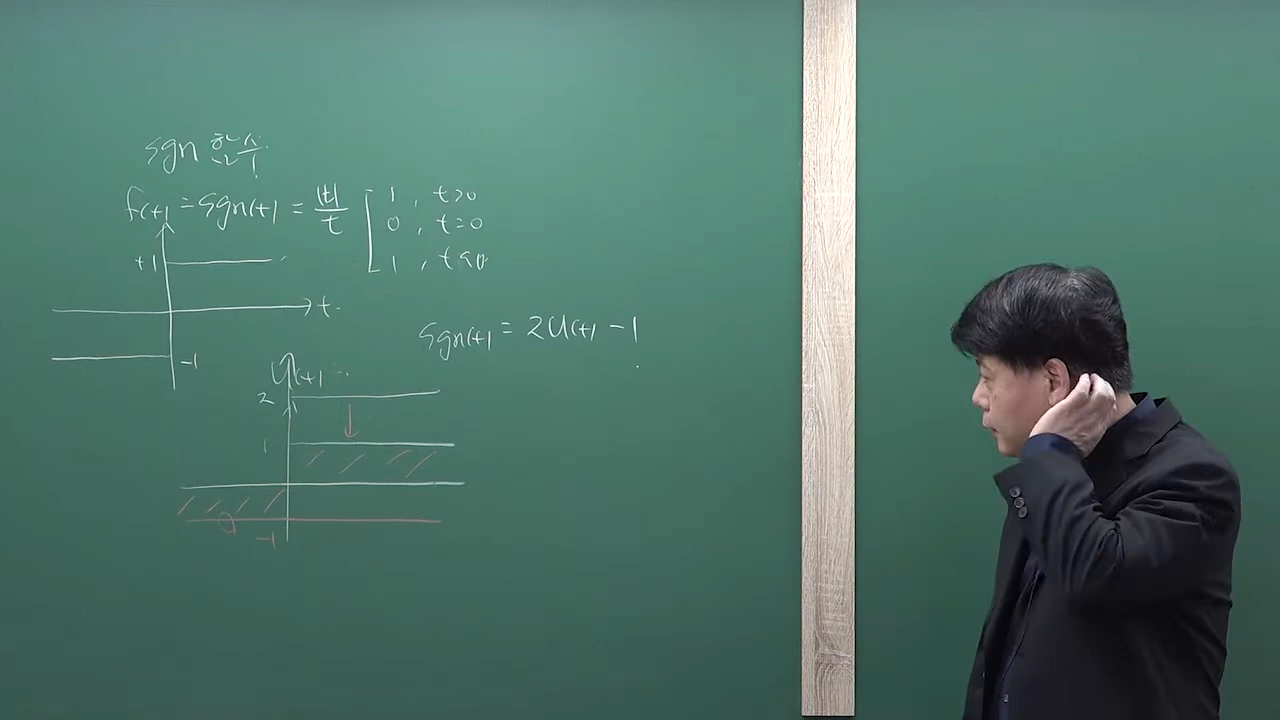 sgn 함수
f(t) = sgn(t) = |t|/t [ 1 , t>0
0 , t=0
1 , t<0
+1
t
-1
sgn(t) = 2U(t) - 1
U(t)
2
1
-1